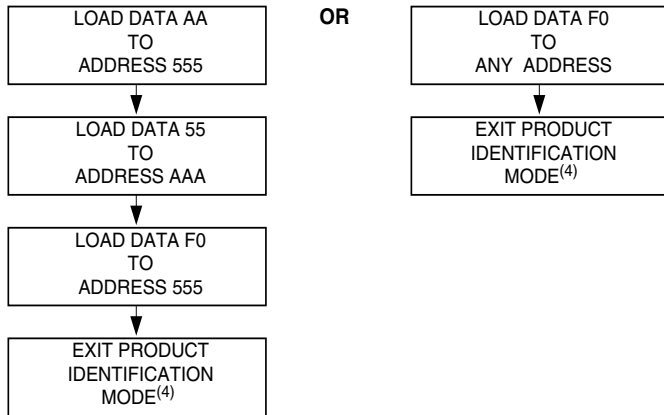 LOAD DATA AA
TO
ADDRESS 555
LOAD DATA 55
TO
ADDRESS AAA
LOAD DATA F0
TO
ADDRESS 555
EXIT PRODUCT
IDENTIFICATION
MODE(4)
OR
LOAD DATA F0
TO
ANY ADDRESS
EXIT PRODUCT
IDENTIFICATION
MODE(4)